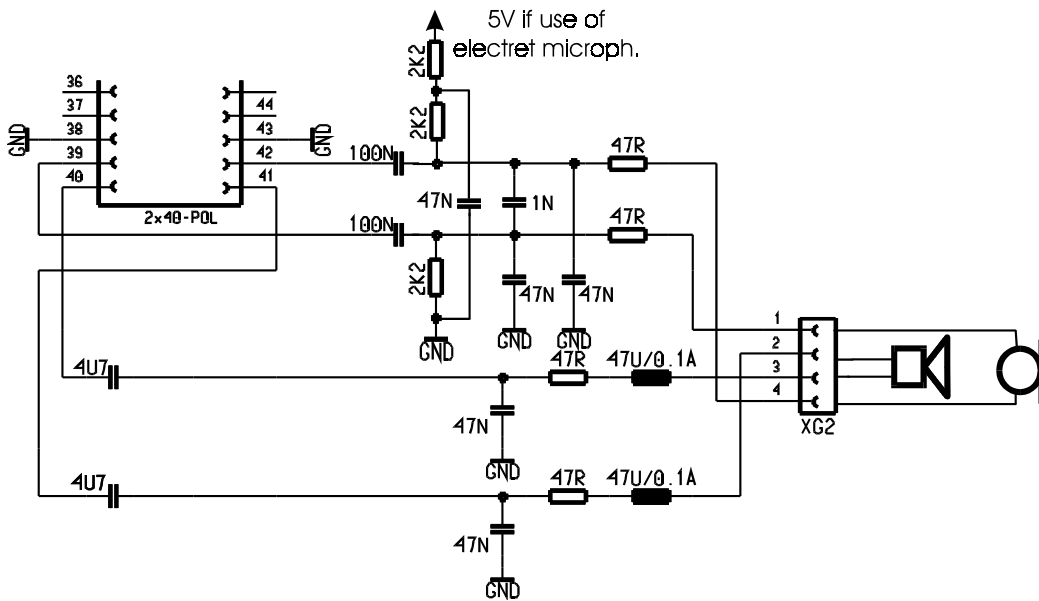 5V if use of
electret microph.
2K2
2K2
36
37
38
39
40
44
43
42
41
GND
GND
2x40-POL
100N
100N
47N
1N
47R
47R
2K2
47N
47N
GND
GND
GND
1
2
3
4
XG2
4U7
47R
47U/0.1A
47N
GND
4U7
47R
47U/0.1A
47N
GND